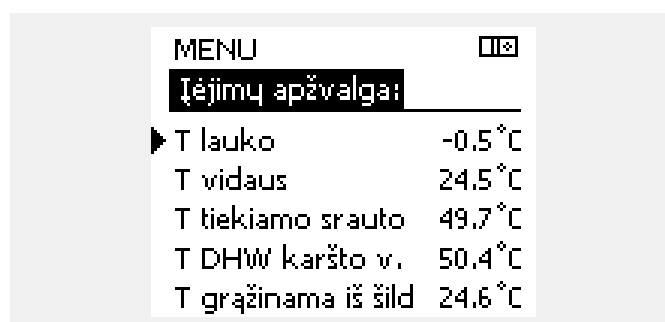 MENU
Įėjimų apžvalga:
T lauko -0.5°C
T vidaus 24.5°C
T tiekiamo srauto 49.7°C
T DHW karšto v. 50.4°C
T grąžinama iš šild 24.6°C